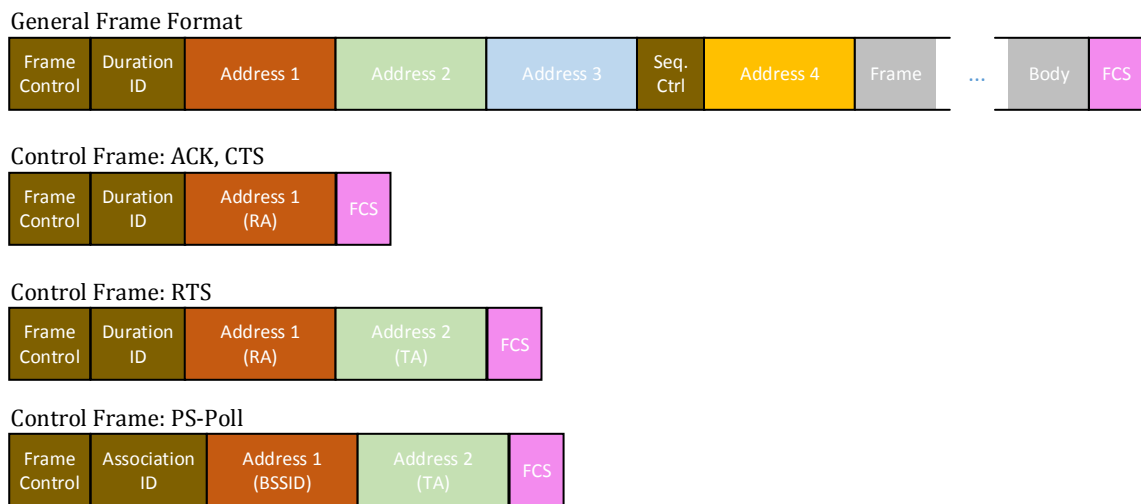 General Frame Format
Frame Control Duration ID Address 1 Address 2 Address 3 Seq. Ctrl Address 4 Frame ... Body FCS
Control Frame: ACK, CTS
Frame Control Duration ID Address 1 (RA) FCS
Control Frame: RTS
Frame Control Duration ID Address 1 (RA) Address 2 (TA) FCS
Control Frame: PS-Poll
Frame Control Association ID Address 1 (BSSID) Address 2 (TA) FCS